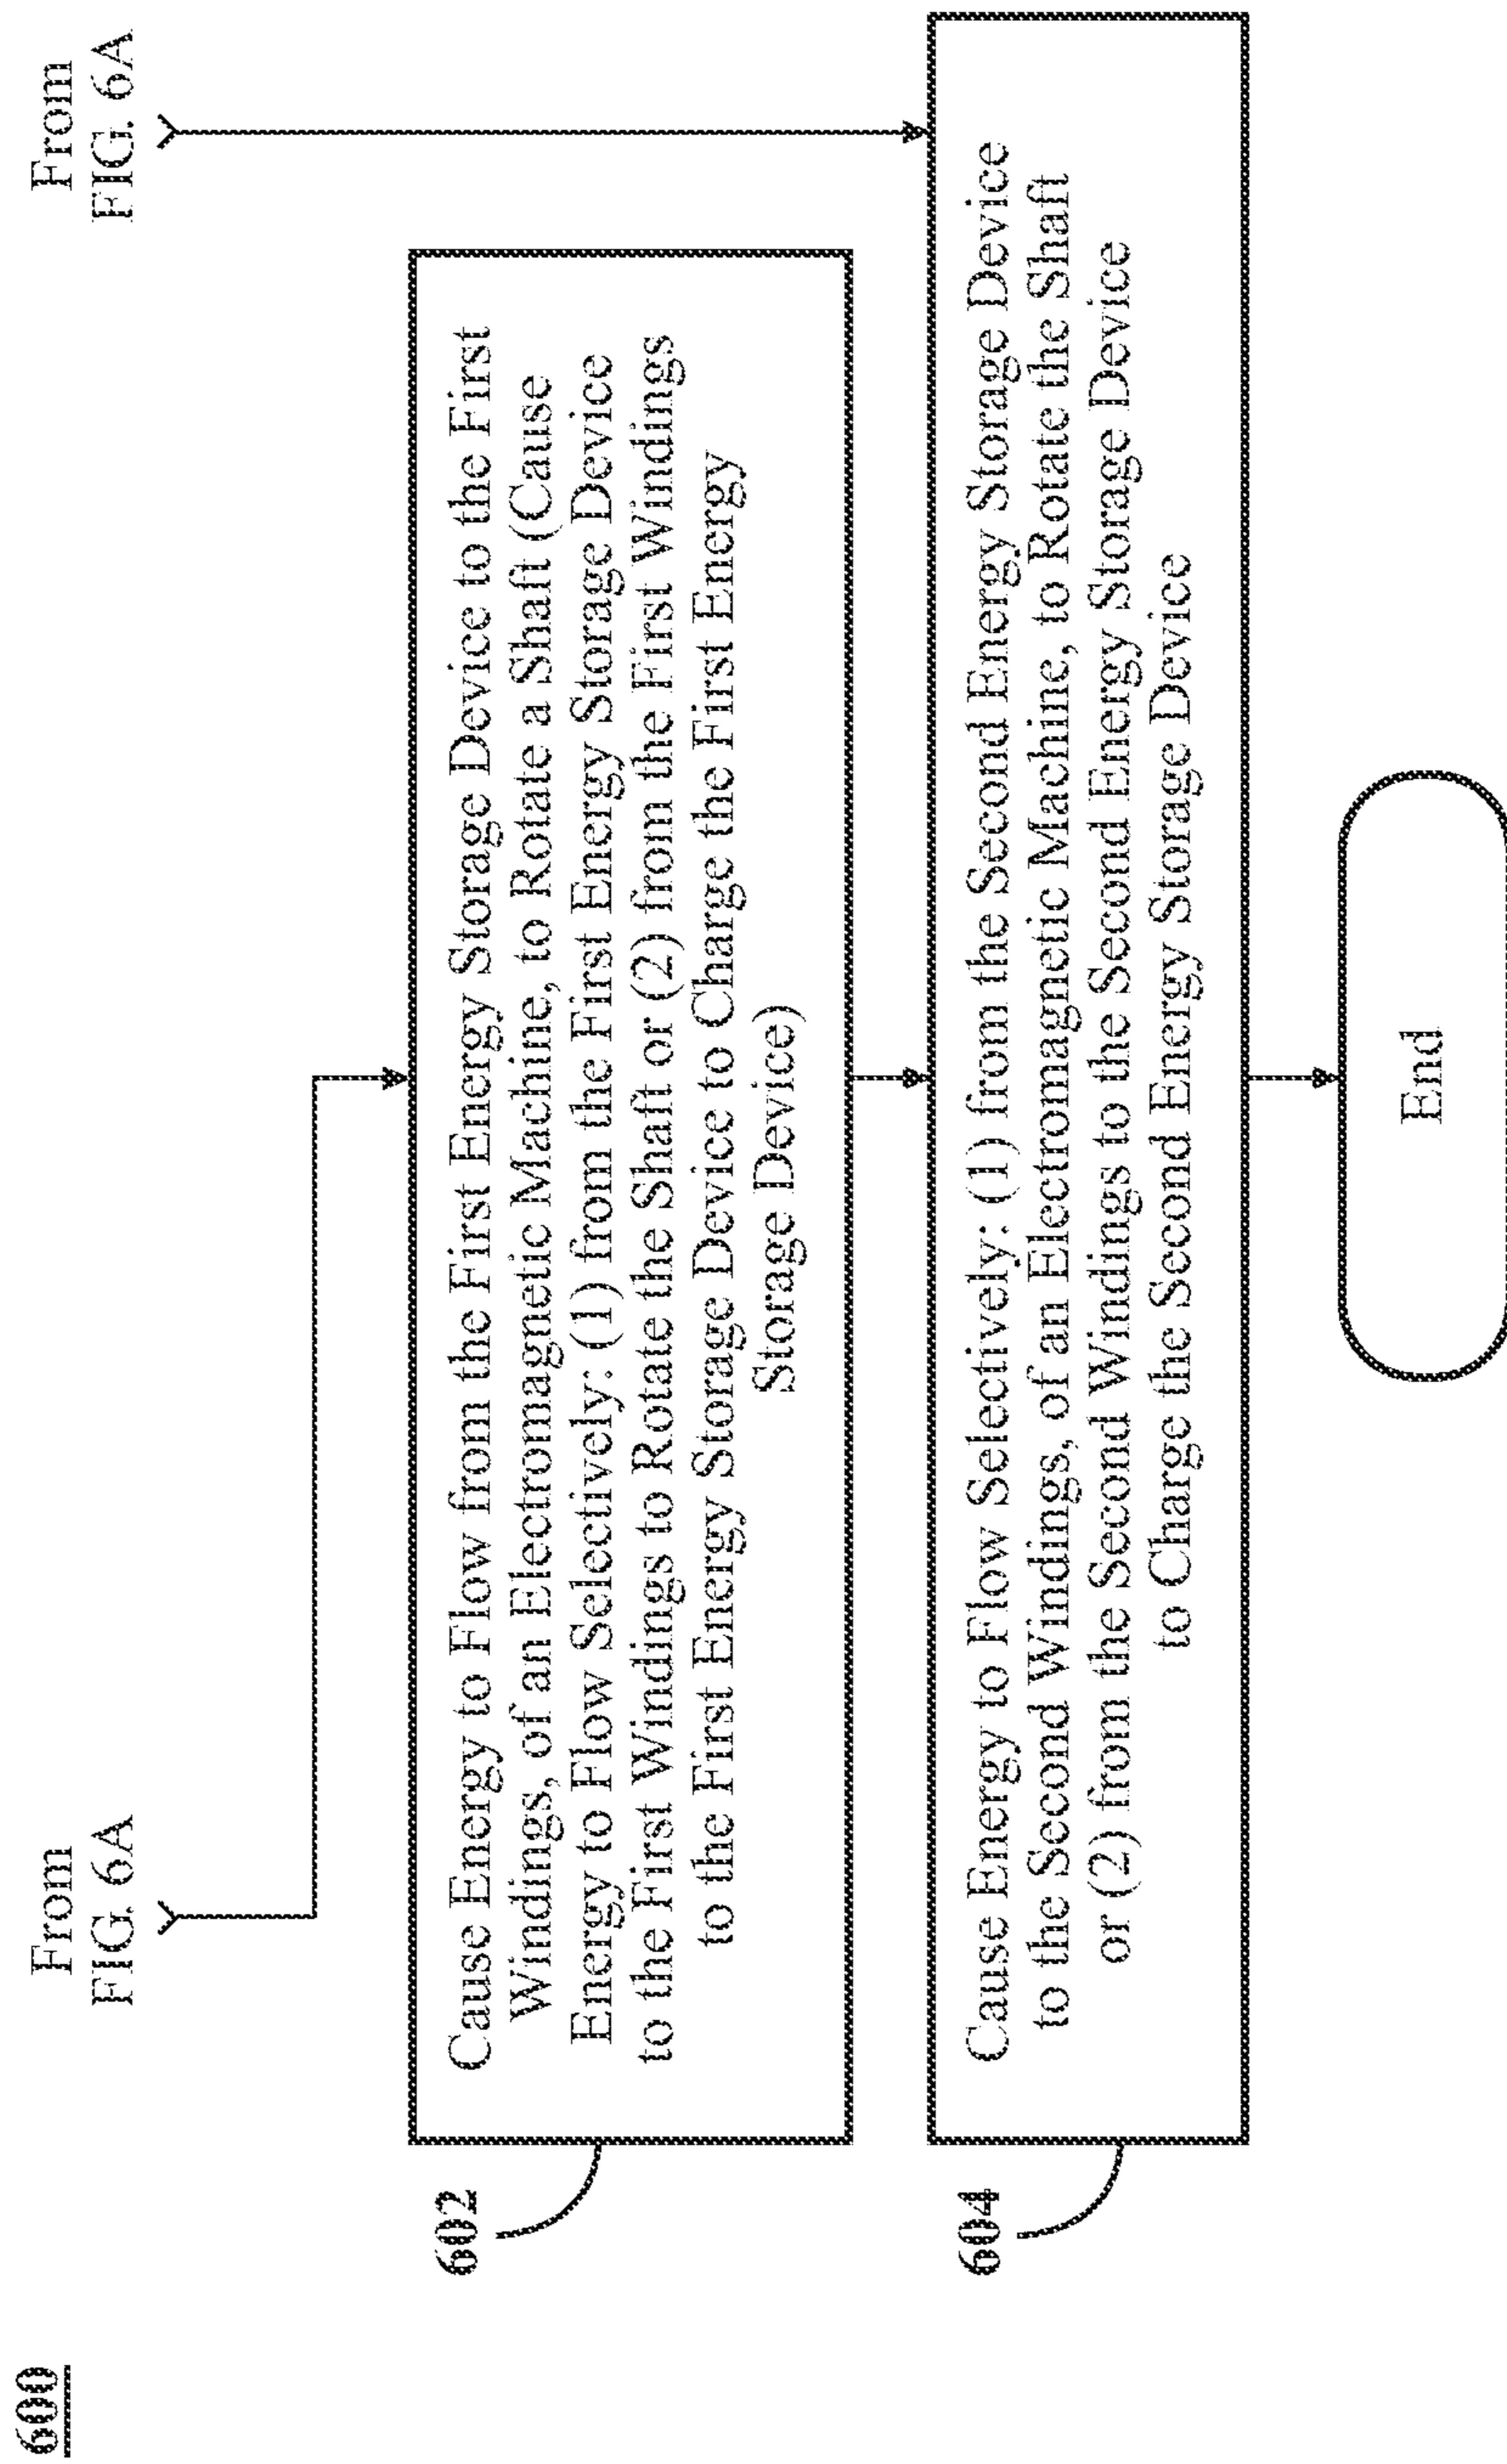 600
From
FIG. 6A
From
FIG. 6A
602
Cause Energy to Flow from the First Energy Storage Device to the First
Windings, of an Electromagnetic Machine, to Rotate a Shaft (Cause
Energy to Flow Selectively: (1) from the First Energy Storage Device
to the First Windings to Rotate the Shaft or (2) from the First Windings
to the First Energy Storage Device to Charge the First Energy
Storage Device)
604
Cause Energy to Flow Selectively: (1) from the Second Energy Storage Device
to the Second Windings, of an Electromagnetic Machine, to Rotate the Shaft
or (2) from the Second Windings to the Second Energy Storage Device
to Charge the Second Energy Storage Device
End